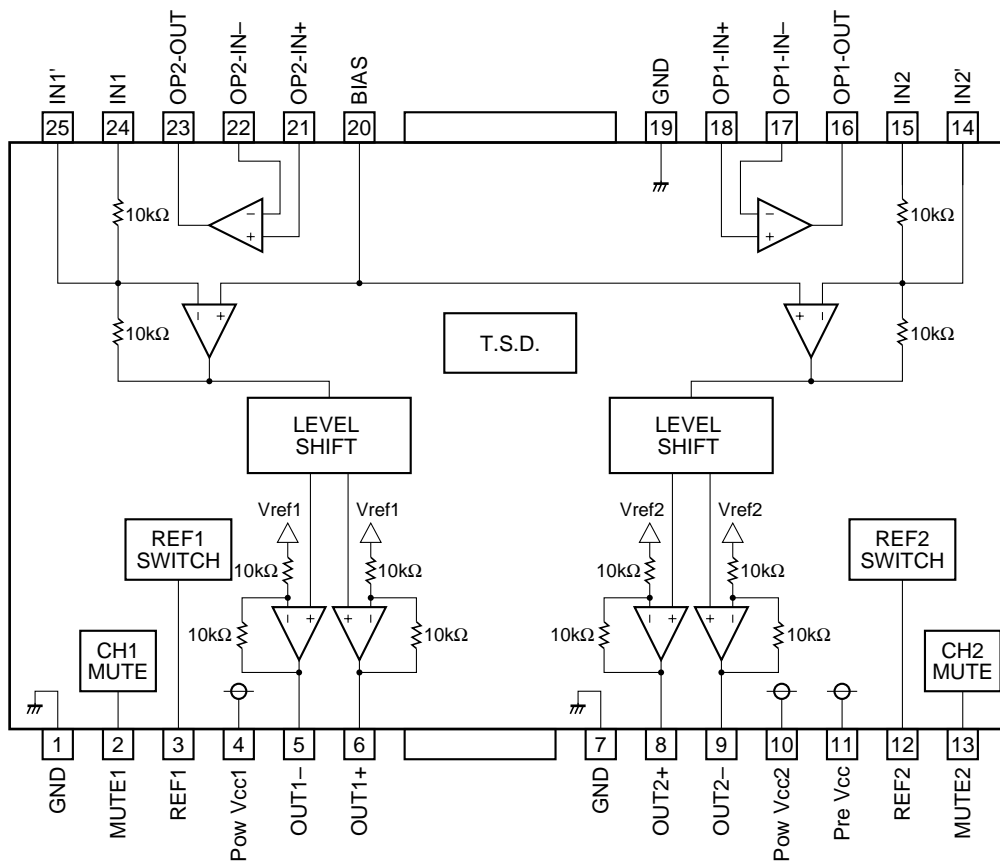 IN1'
IN1
OP2-OUT
OP2-IN–
OP2-IN+
BIAS
GND
OP1-IN+
OP1-IN–
OP1-OUT
IN2
IN2'
25
24
23
22
21
20
19
18
17
16
15
14
10kΩ
–
+
–
+
10kΩ
– +
+ –
10kΩ
10kΩ
T.S.D.
LEVEL
SHIFT
LEVEL
SHIFT
Vref1
Vref1
Vref2
Vref2
REF1
SWITCH
REF2
SWITCH
10kΩ
10kΩ
10kΩ
10kΩ
– +
+ –
– +
+ –
10kΩ
10kΩ
10kΩ
10kΩ
CH1
MUTE
CH2
MUTE
1
2
3
4
5
6
7
8
9
10
11
12
13
GND
MUTE1
REF1
Pow Vcc1
OUT1–
OUT1+
GND
OUT2+
OUT2–
Pow Vcc2
Pre Vcc
REF2
MUTE2